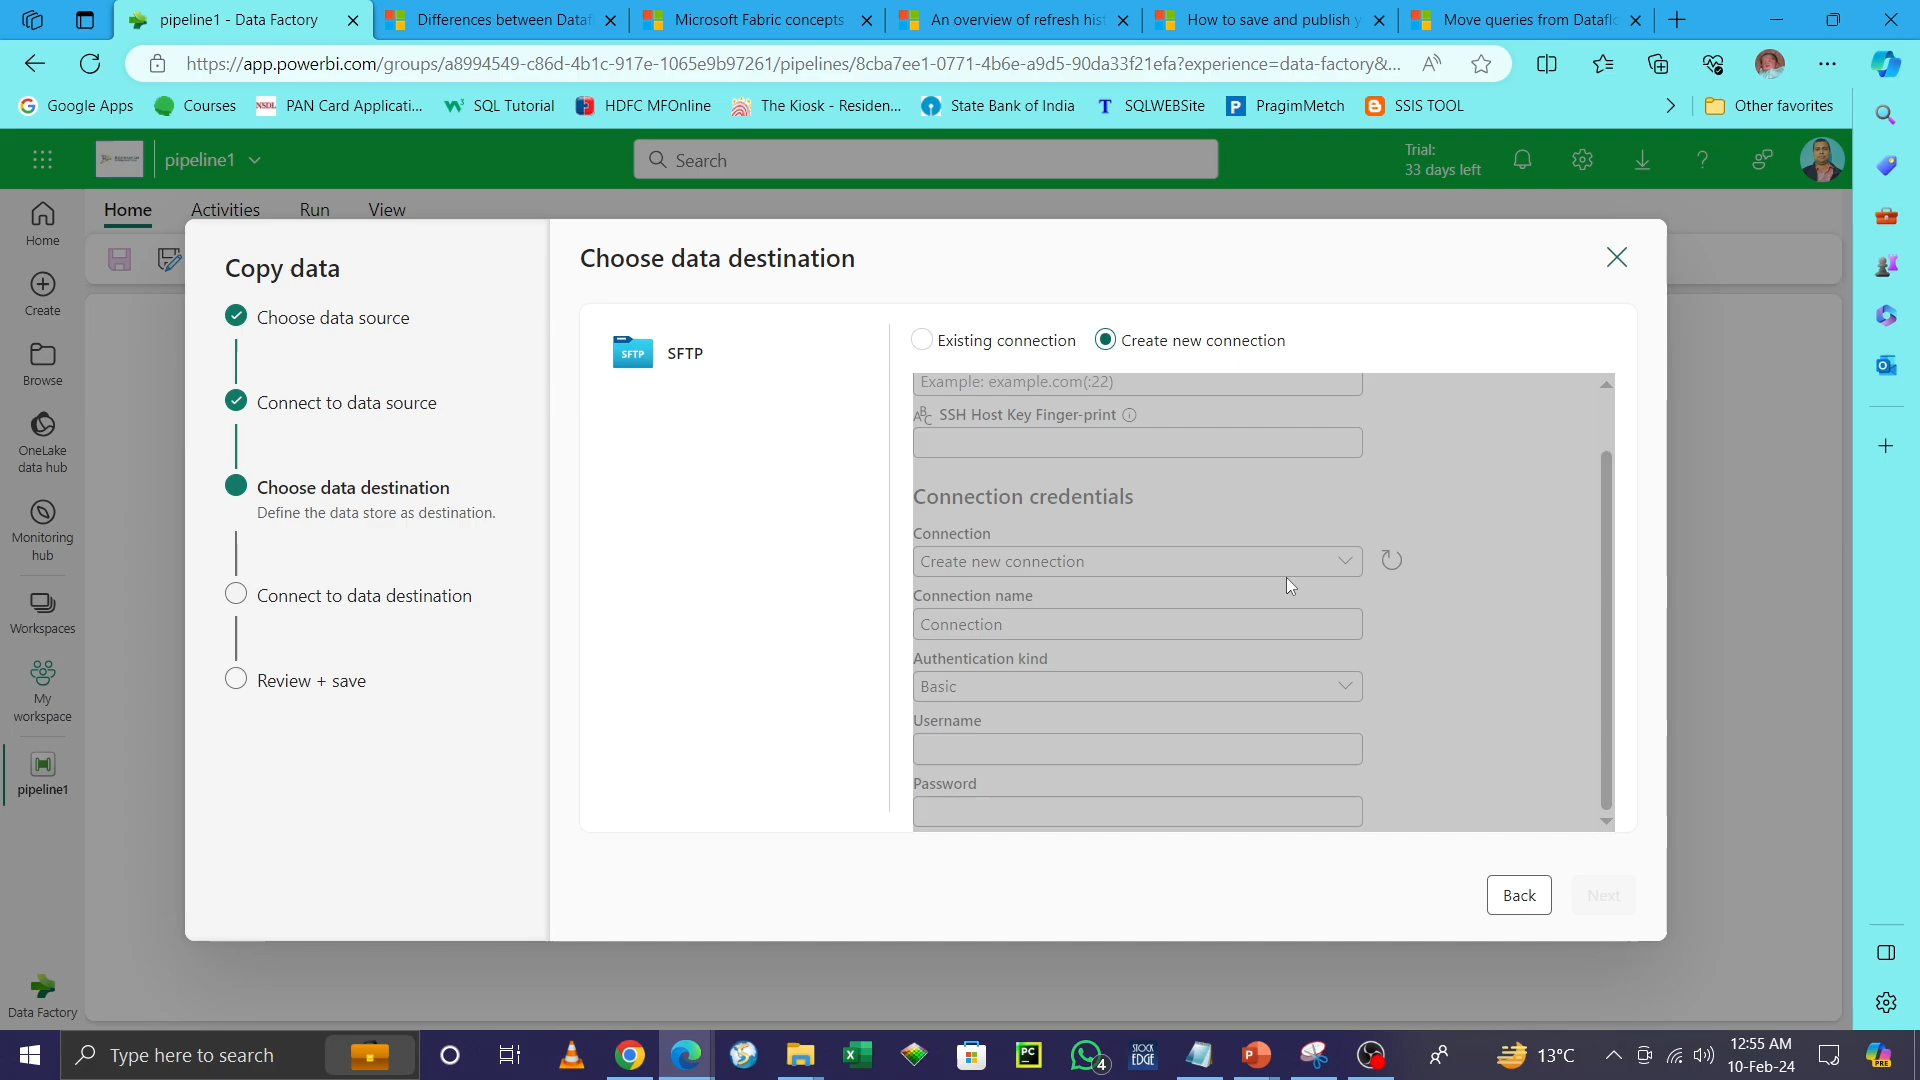 pipeline1 - Data Factory
Differences between Datafl
Microsoft Fabric concepts
An overview of refresh hist
How to save and publish y
Move queries from Dataflo
https://app.powerbi.com/groups/a8994549-c86d-4b1c-917e-1065e9b97261/pipelines/8cba7ee1-0771-4b6e-a9d5-90da33f21efa?experience=data-factory&...
Google Apps
Courses
PAN Card Applicati...
SQL Tutorial
HDFC MFOnline
The Kiosk - Residen...
State Bank of India
SQLWEBSite
PragimMetch
SSIS TOOL
Other favorites
pipeline1
Search
Trial:
33 days left
Home
Activities
Run
View
Home
Create
Browse
OneLake
data hub
Monitoring
hub
Workspaces
My
workspace
pipeline1
Data Factory
Copy data
Choose data source
Connect to data source
Choose data destination
Define the data store as destination.
Connect to data destination
Review + save
Choose data destination
SFTP
SFTP
Existing connection
Create new connection
Example: example.com(:22)
SSH Host Key Finger-print
Connection credentials
Connection
Create new connection
Connection name
Connection
Authentication kind
Basic
Username
Password
Back
Next
Type here to search
PC
4
STOCK
EDGE
13°C
12:55 AM
10-Feb-24
PRE